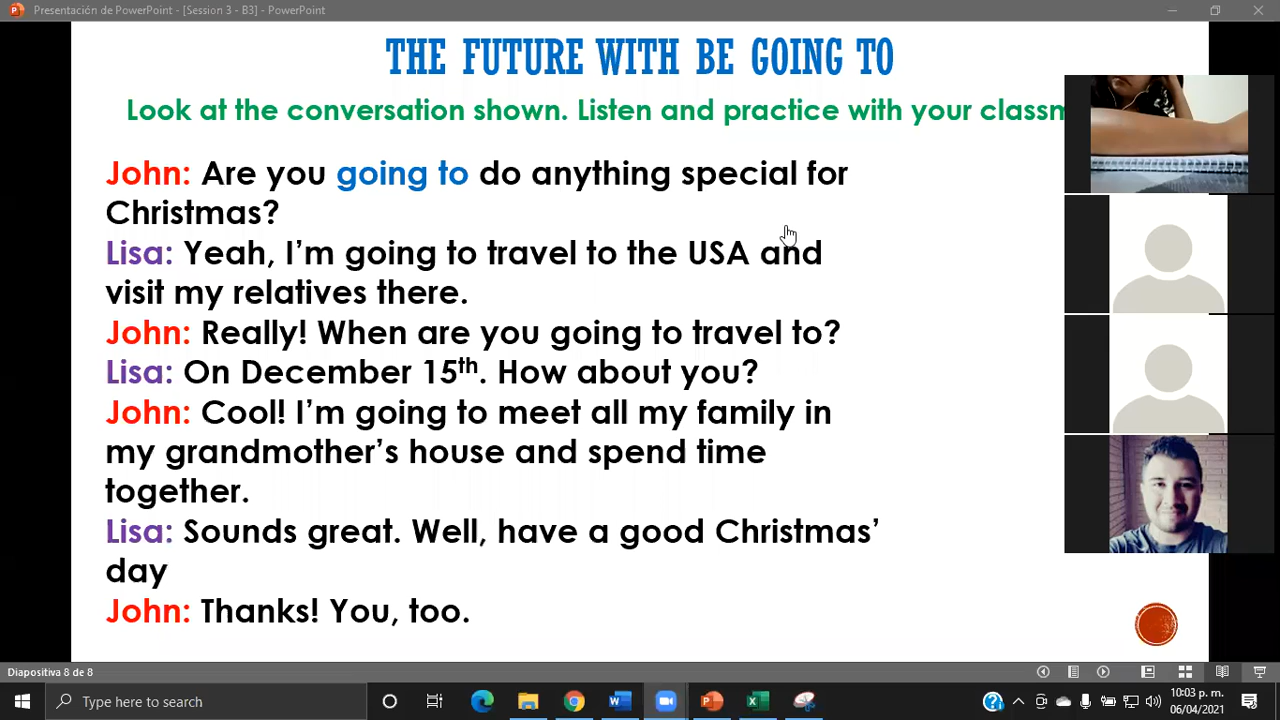 Presentación de PowerPoint - [Session 3 - B3] - PowerPoint
THE FUTURE WITH BE GOING TO
Look at the conversation shown. Listen and practice with your classm
John: Are you going to do anything special for
Christmas?
Lisa: Yeah, I’m going to travel to the USA and
visit my relatives there.
John: Really! When are you going to travel to?
Lisa: On December 15th. How about you?
John: Cool! I’m going to meet all my family in
my grandmother’s house and spend time
together.
Lisa: Sounds great. Well, have a good Christmas’
day
John: Thanks! You, too.
Diapositiva 8 de 8
Type here to search
10:03 p. m.
06/04/2021